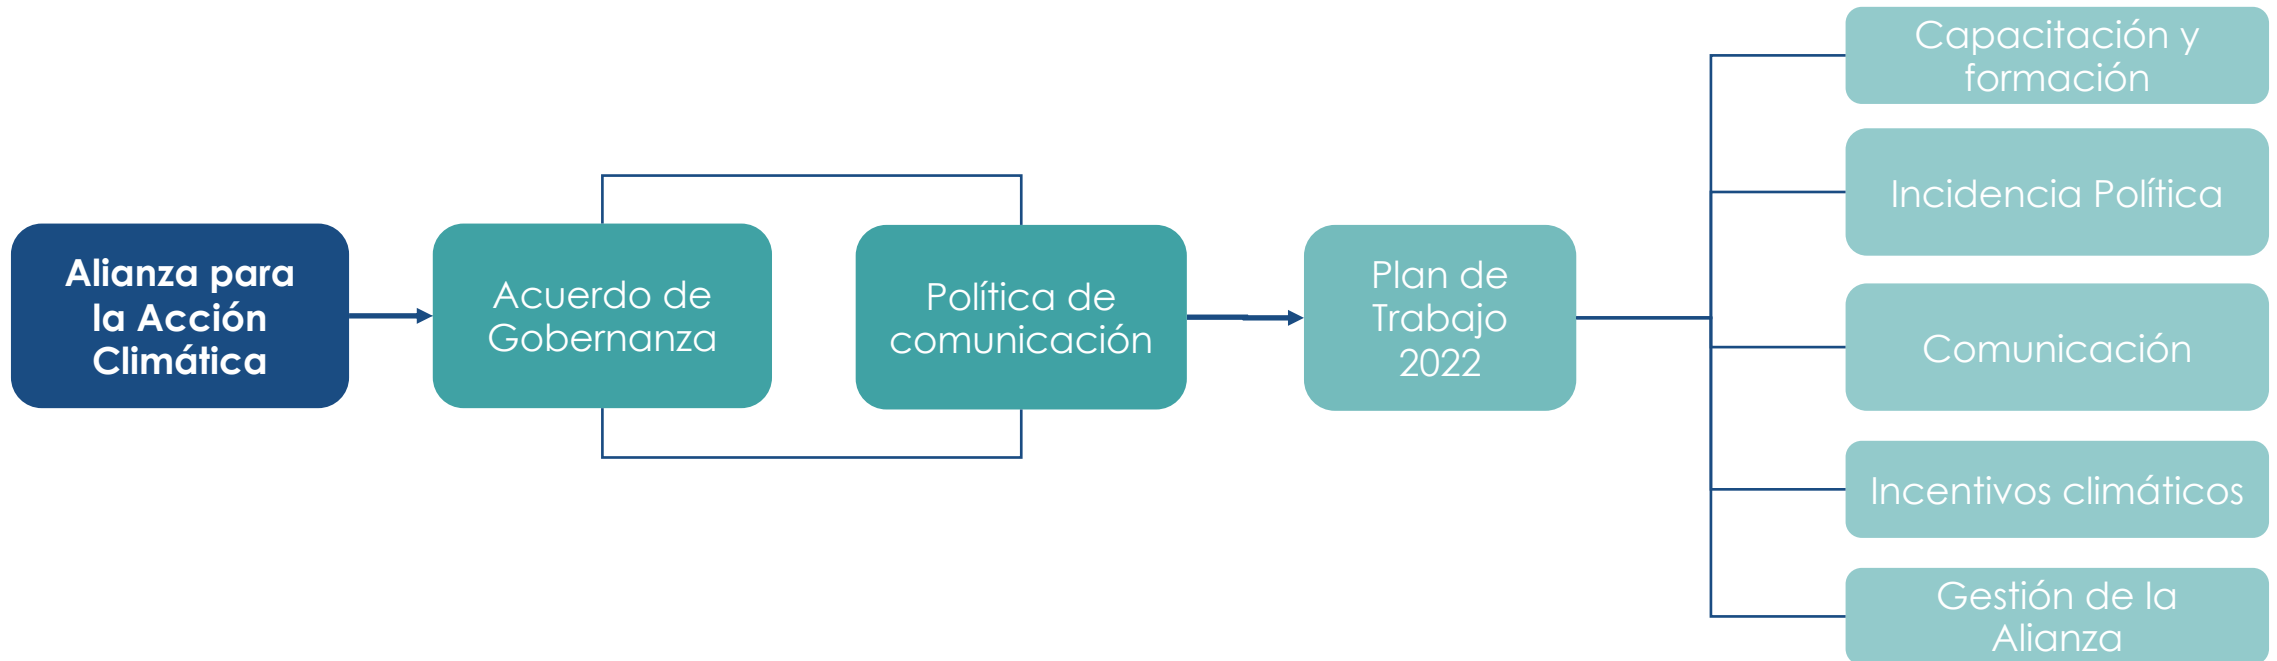 Alianza para
la Acción
Climática
Acuerdo de
Gobernanza
Política de
comunicación
Plan de
Trabajo
2022
Capacitación y
formación
Incidencia Política
Comunicación
Incentivos climáticos
Gestión de la
Alianza